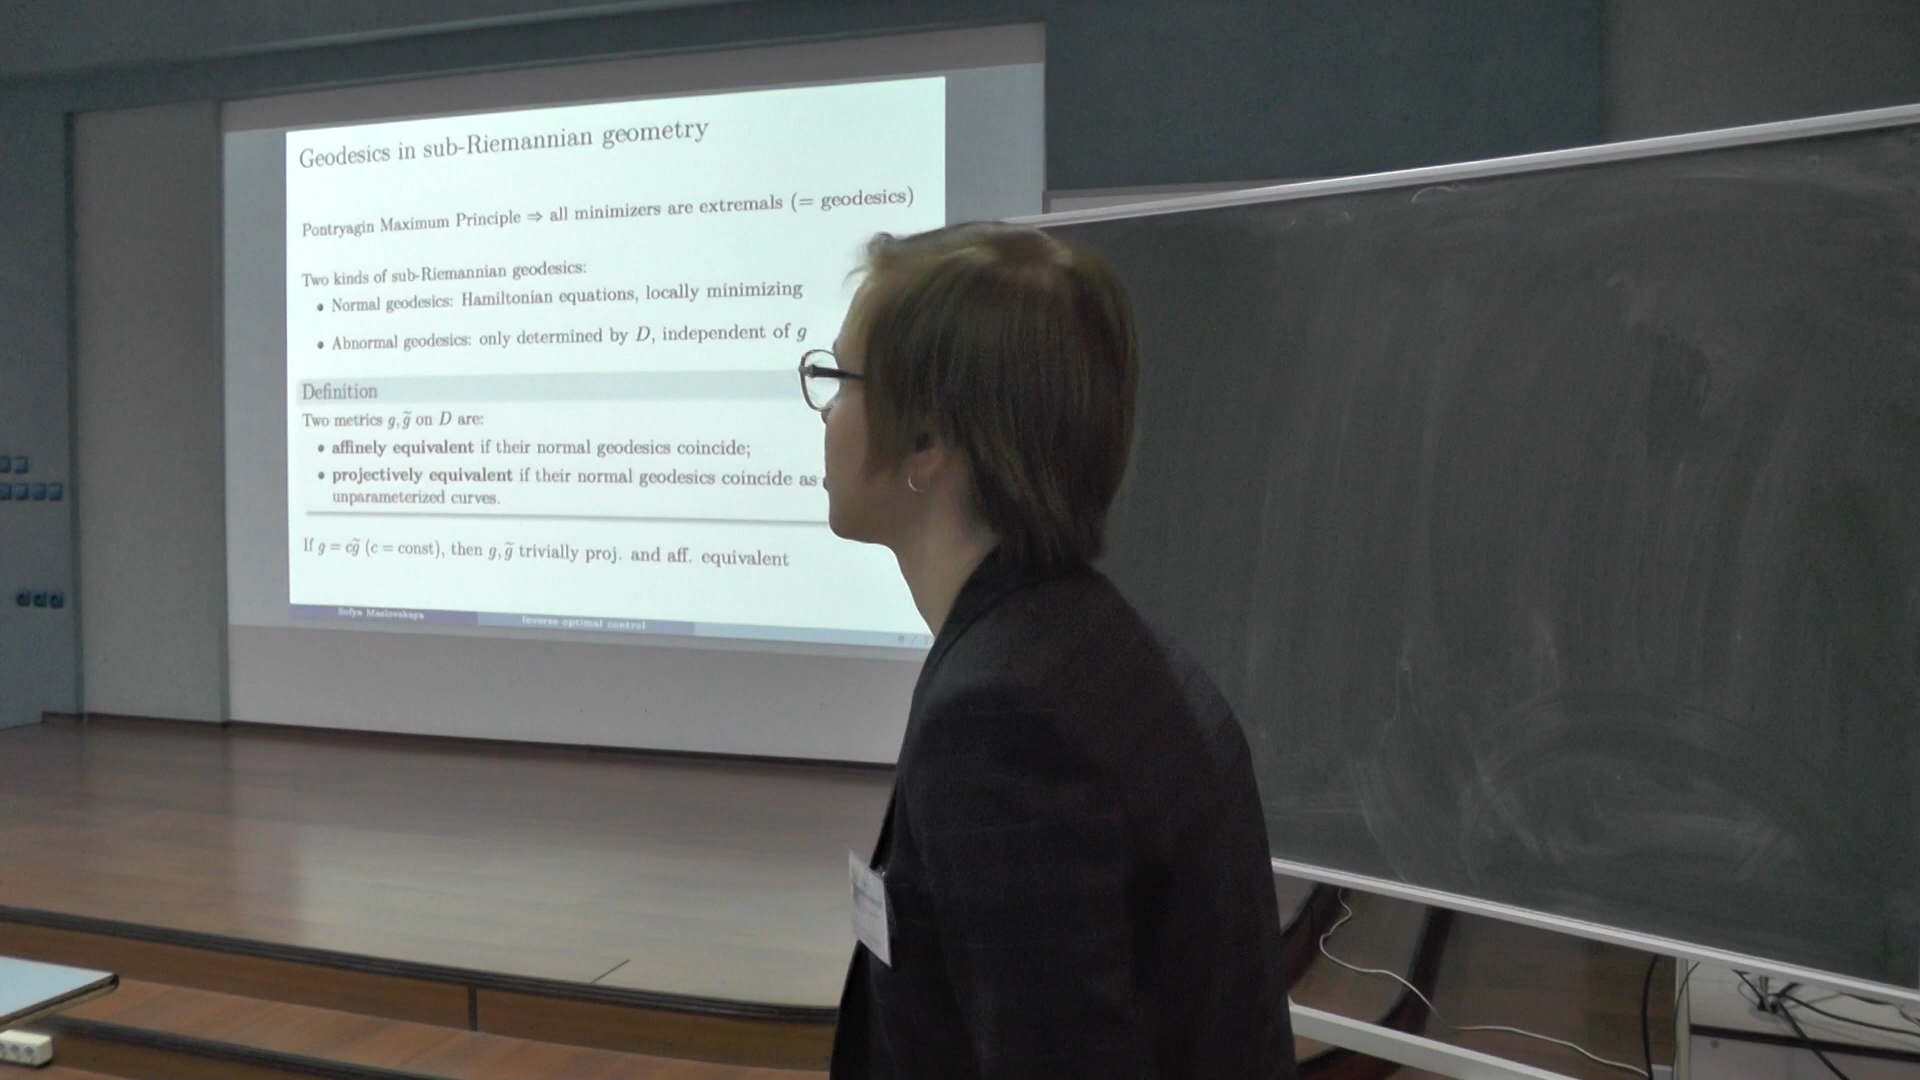 Geodesics in sub-Riemannian geometry
Pontryagin Maximum Principle ⇒ all minimizers are extremals (= geodesics)
Two kinds of sub-Riemannian geodesics:
• Normal geodesics: Hamiltonian equations, locally minimizing
• Abnormal geodesics: only determined by D, independent of g
Definition
Two metrics g, g̃ on D are:
• affinely equivalent if their normal geodesics coincide;
• projectively equivalent if their normal geodesics coincide as
unparameterized curves.
If g = cg̃ (c = const), then g, g̃ trivially proj. and aff. equivalent
Sofya Maslovskaya
Inverse optimal control